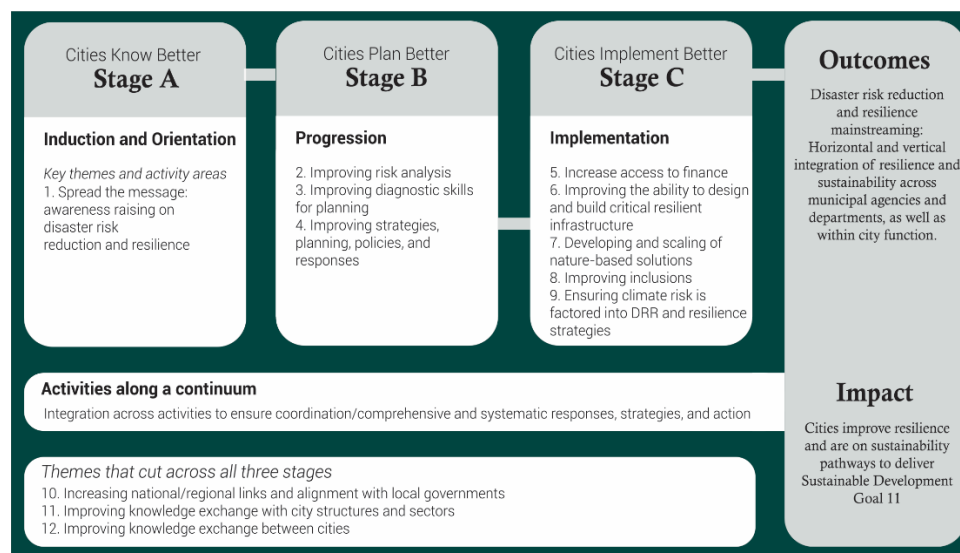 Cities Know Better
Stage A
Induction and Orientation
Key themes and activity areas
1. Spread the message:
awareness raising on
disaster risk
reduction and resilience
Cities Plan Better
Stage B
Progression
2. Improving risk analysis
3. Improving diagnostic skills
for planning
4. Improving strategies,
planning, policies, and
responses
Cities Implement Better
Stage C
Implementation
5. Increase access to finance
6. Improving the ability to design
and build critical resilient
infrastructure
7. Developing and scaling of
nature-based solutions
8. Improving inclusions
9. Ensuring climate risk is
factored into DRR and resilience
strategies
Outcomes
Disaster risk reduction
and resilience
mainstreaming:
Horizontal and vertical
integration of resilience and
sustainability across
municipal agencies and
departments, as well as
within city function.
Activities along a continuum
Integration across activities to ensure coordination/comprehensive and systematic responses, strategies, and action
Impact
Cities improve resilience
and are on sustainability
pathways to deliver
Sustainable Development
Goal 11
Themes that cut across all three stages
10. Increasing national/regional links and alignment with local governments
11. Improving knowledge exchange with city structures and sectors
12. Improving knowledge exchange between cities